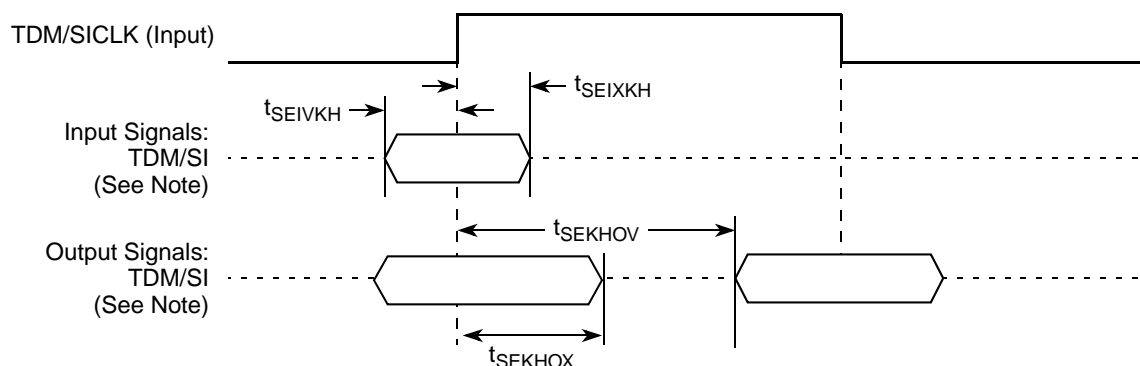 TDM/SICLK (Input)
tSEIXKH
tSEIVKH
Input Signals:
TDM/SI
(See Note)
tSEKHOV
Output Signals:
TDM/SI
(See Note)
tSEKHOX